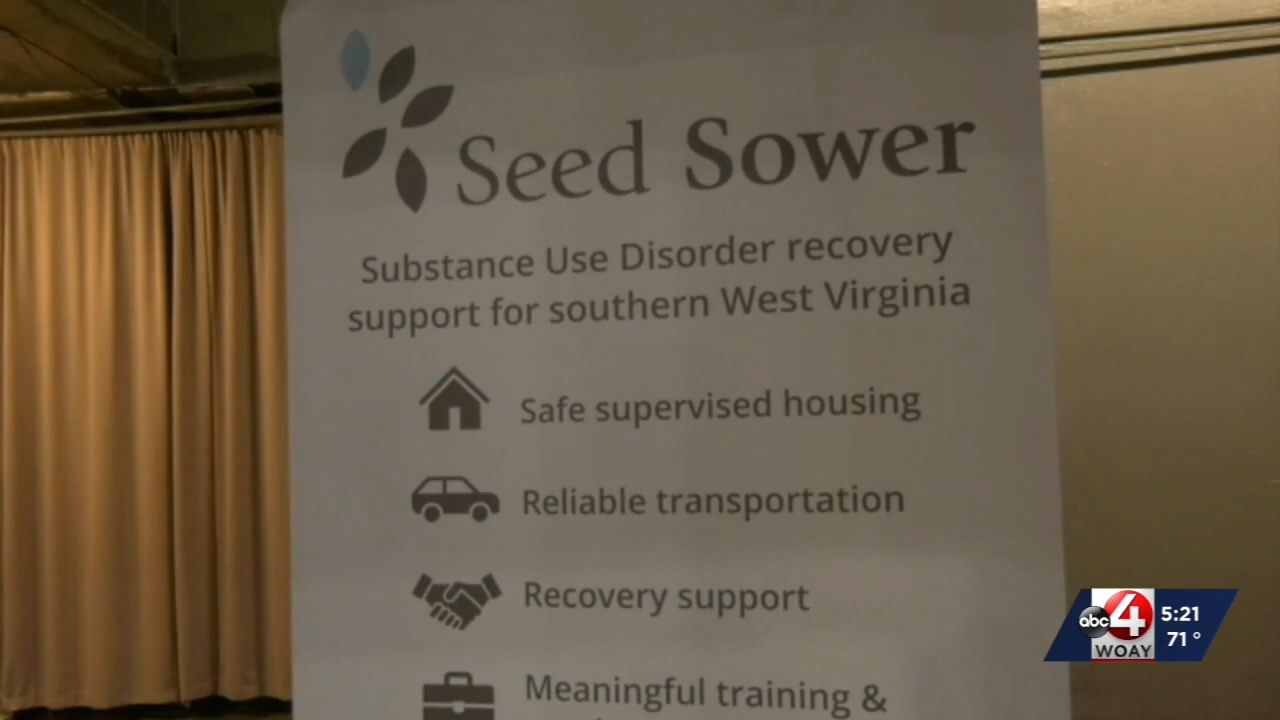 Seed Sower
Substance Use Disorder recovery
support for southern West Virginia
Safe supervised housing
Reliable transportation
Recovery support
Meaningful training &
abc 4 5:21
WOAY 71°